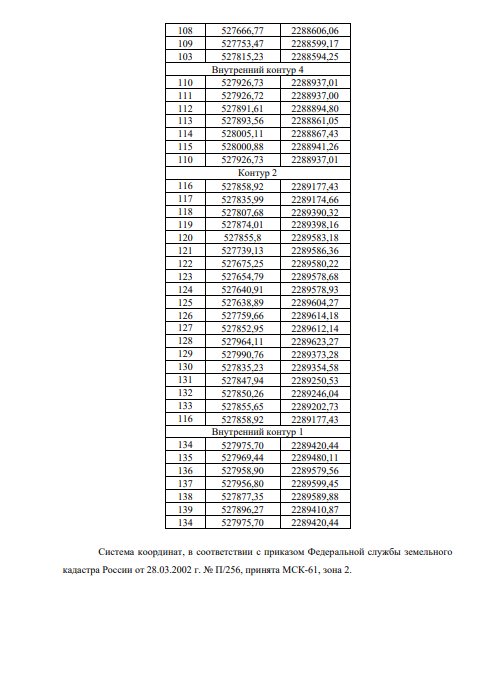 108 527666,77 2288606,06
109 527753,47 2288599,17
103 527815,23 2288594,25
Внутренний контур 4
110 527926,73 2288937,01
111 527926,72 2288937,00
112 527891,61 2288894,80
113 527893,56 2288861,05
114 528005,11 2288867,43
115 528000,88 2288941,26
110 527926,73 2288937,01
Контур 2
116 527858,92 2289177,43
117 527835,99 2289174,66
118 527807,68 2289390,32
119 527874,01 2289398,16
120 527855,8 2289583,18
121 527739,13 2289586,36
122 527675,25 2289580,22
123 527654,79 2289578,68
124 527640,91 2289578,93
125 527638,89 2289604,27
126 527759,66 2289614,18
127 527852,95 2289612,14
128 527964,11 2289623,27
129 527990,76 2289373,28
130 527835,23 2289354,58
131 527847,94 2289250,53
132 527850,26 2289246,04
133 527855,65 2289202,73
116 527858,92 2289177,43
Внутренний контур 1
134 527975,70 2289420,44
135 527969,44 2289480,11
136 527958,90 2289579,56
137 527956,80 2289599,45
138 527877,35 2289589,88
139 527896,27 2289410,87
134 527975,70 2289420,44
Система координат, в соответствии с приказом Федеральной службы земельного
кадастра России от 28.03.2002 г. № П/256, принята МСК-61, зона 2.